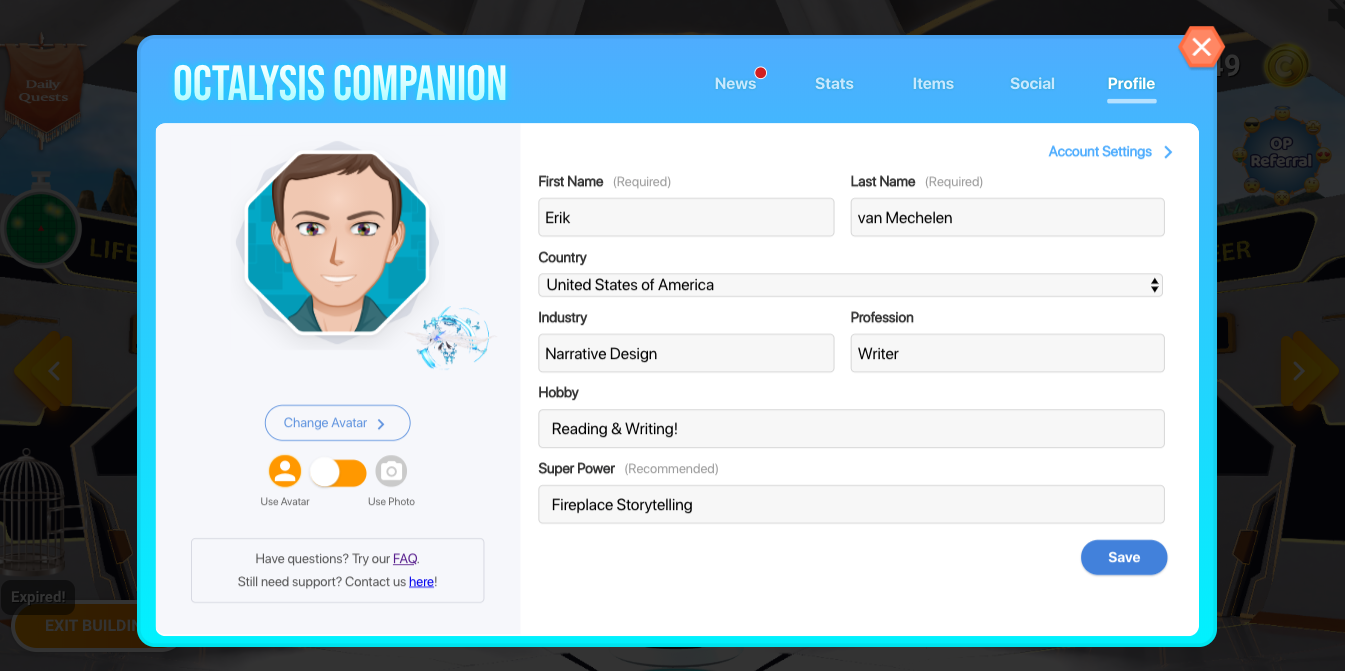 OCTALYSIS COMPANION
News
Stats
Items
Social
Profile
Daily
Quests
49
OP
Referral
LIFE
EER
Account Settings
First Name (Required)
Last Name (Required)
Erik
van Mechelen
Country
United States of America
Industry
Profession
Narrative Design
Writer
Change Avatar
Hobby
Reading & Writing!
Use Avatar
Use Photo
Super Power (Recommended)
Fireplace Storytelling
Have questions? Try our FAQ.
Still need support? Contact us here!
Save
Expired!
EXIT BUILDIN